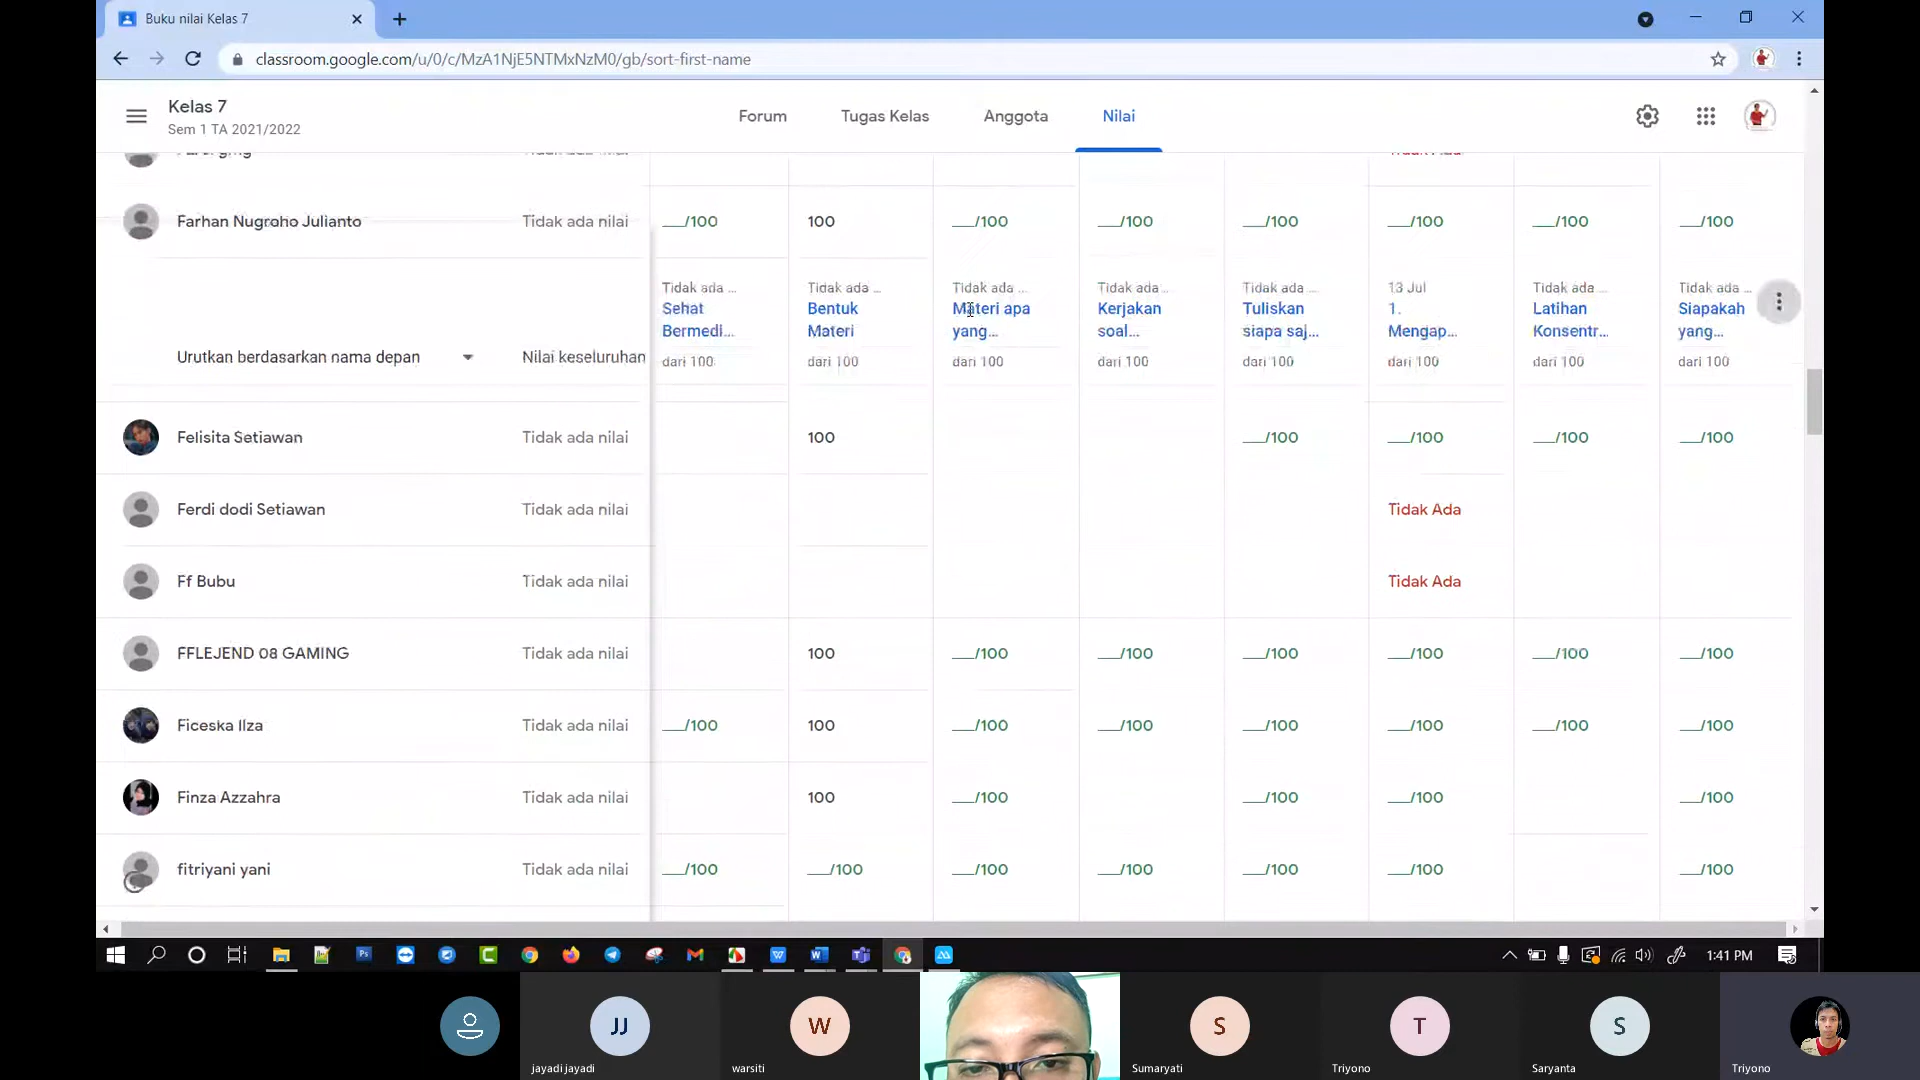 Buku nilai Kelas 7
classroom.google.com/u/0/c/MzA1NjE5NTMxNzM0/gb/sort-first-name
Kelas 7
Sem 1 TA 2021/2022
Forum
Tugas Kelas
Anggota
Nilai
Farhan Nugraho Julianto Tidak ada nilai __/100 100 __/100 __/100 __/100 __/100 __/100 __/100
Tidak ada ... Tidak ada ... Tidak ada ... Tidak ada ... Tidak ada ... 13 Jul Tidak ada ... Tidak ada ...
Sehat Bentuk Materi apa Kerjakan Tuliskan 1. Latihan Siapakah
Bermedi... Materi yang... soal... siapa saj... Mengap... Konsentr... yang...
Urutkan berdasarkan nama depan Nilai keseluruhan dari 100 dari 100 dari 100 dari 100 dari 100 dari 100 dari 100 dari 100
Felisita Setiawan Tidak ada nilai 100 __/100 __/100 __/100 __/100
Ferdi dodi Setiawan Tidak ada nilai Tidak Ada
Ff Bubu Tidak ada nilai Tidak Ada
FFLEJEND 08 GAMING Tidak ada nilai 100 __/100 __/100 __/100 __/100 __/100 __/100
Ficeska Ilza Tidak ada nilai __/100 100 __/100 __/100 __/100 __/100 __/100 __/100
Finza Azzahra Tidak ada nilai 100 __/100 __/100 __/100 __/100
fitriyani yani Tidak ada nilai __/100 __/100 __/100 __/100 __/100 __/100 __/100
1:41 PM
JJ W S T S
jayadi jayadi warsiti Sumaryati Triyono Saryanta Triyono